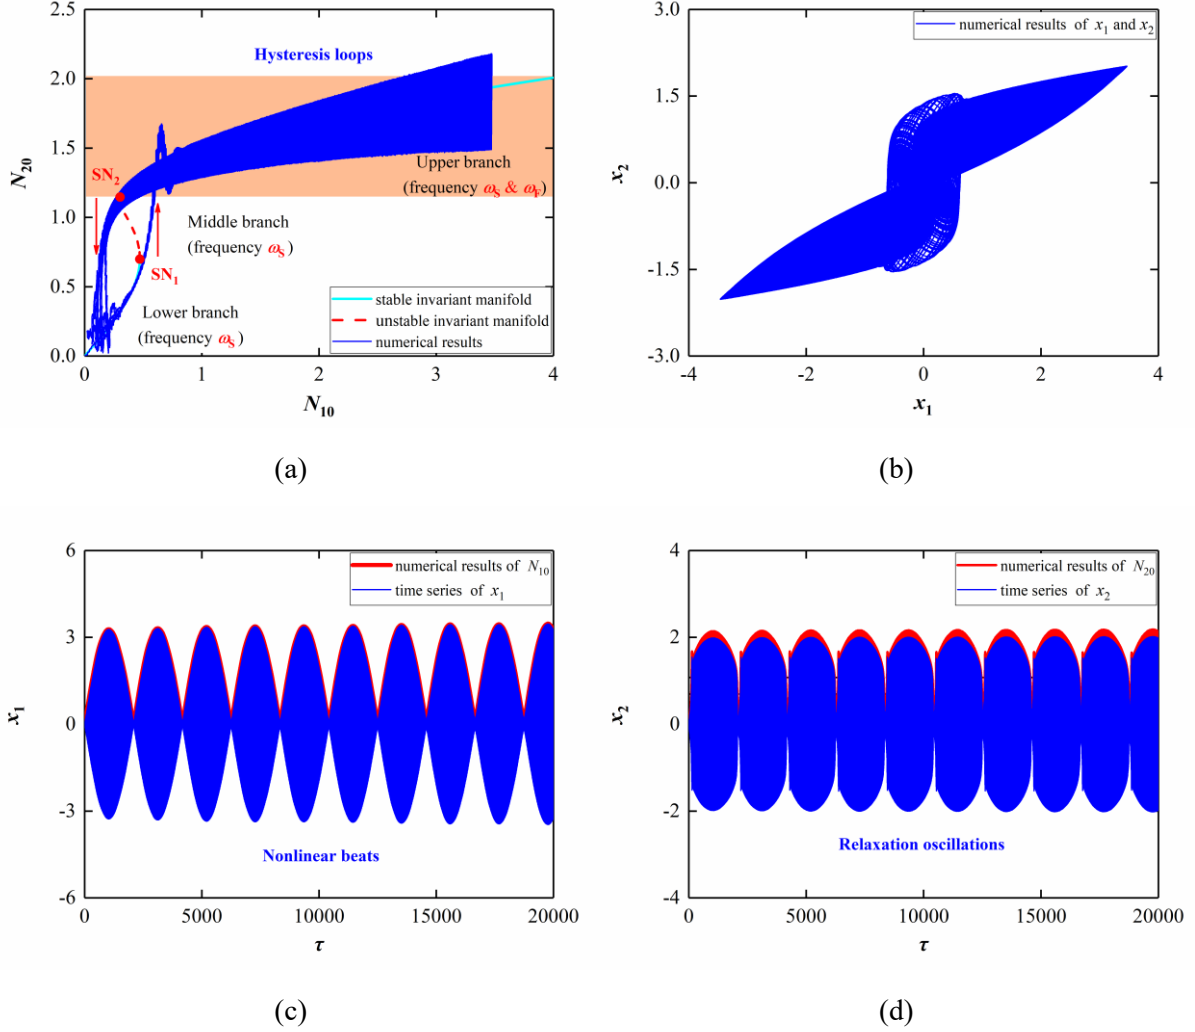 2.5
2.0
1.5
1.0
0.5
0.0
N20
Hysteresis loops
SN2
SN1
Upper branch
(frequency ωS & ωF)
Middle branch
(frequency ωS)
Lower branch
(frequency ωS)
stable invariant manifold
unstable invariant manifold
numerical results
0 1 2 3 4
N10
(a)
3.0
1.5
0.0
-1.5
-3.0
x2
numerical results of x1 and x2
-4 -2 0 2 4
x1
(b)
6
3
0
-3
-6
x1
numerical results of N10
time series of x1
Nonlinear beats
0 5000 10000 15000 20000
τ
(c)
4
2
0
-2
-4
x2
numerical results of N20
time series of x2
Relaxation oscillations
0 5000 10000 15000 20000
τ
(d)